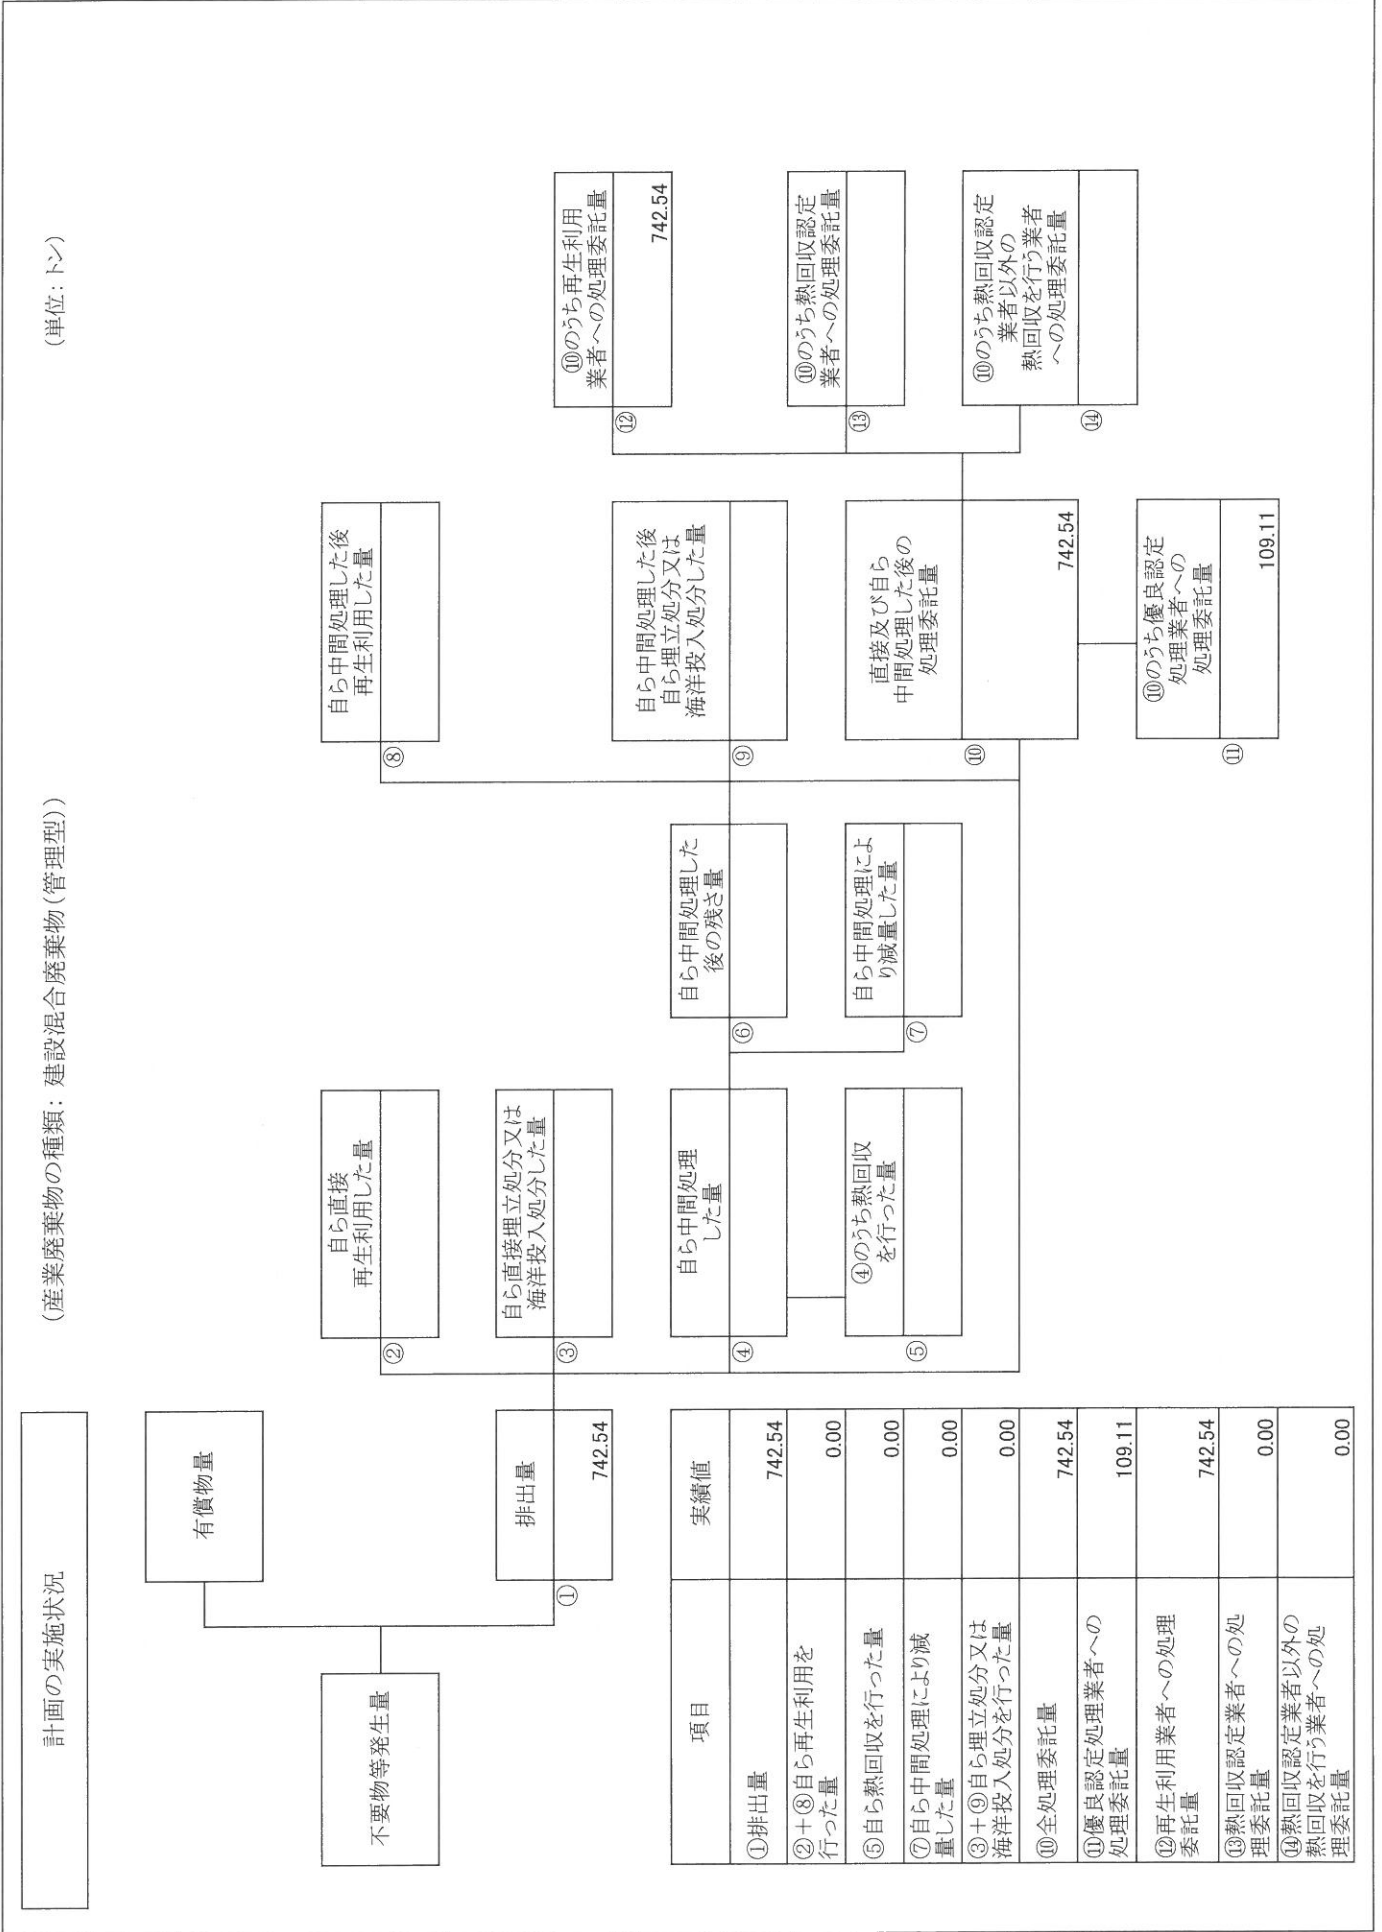 計画の実施状況
(産業廃棄物の種類: 建設混合廃棄物(管理型))
(単位:トン)
不要物等発生量
有償物量
①
排出量
742.54
②
自ら直接
再生利用した量
③
自ら直接埋立処分又は
海洋投入処分した量
④
自ら中間処理
した量
⑤
④のうち熱回収
を行った量
⑥
自ら中間処理した
後の残さ量
⑦
自ら中間処理によ
り減量した量
⑧
自ら中間処理した後
再生利用した量
⑨
自ら中間処理した後
自ら埋立処分又は
海洋投入処分した量
⑩
直接及び自ら
中間処理した後の
処理委託量
742.54
⑪
⑩のうち優良認定
処理業者への
処理委託量
109.11
⑫
⑩のうち再生利用
業者への処理委託量
742.54
⑬
⑩のうち熱回収認定
業者への処理委託量
⑭
⑩のうち熱回収認定
業者以外の
熱回収を行う業者
への処理委託量
項目
実績値
①排出量
742.54
②+⑧自ら再生利用を
行った量
0.00
⑤自ら熱回収を行った量
0.00
⑦自ら中間処理により減
量した量
0.00
③+⑨自ら埋立処分又は
海洋投入処分を行った量
0.00
⑩全処理委託量
742.54
⑪優良認定処理業者への
処理委託量
109.11
⑫再生利用業者への処理
委託量
742.54
⑬熱回収認定業者への処
理委託量
0.00
⑭熱回収認定業者以外の
熱回収を行う業者への処
理委託量
0.00